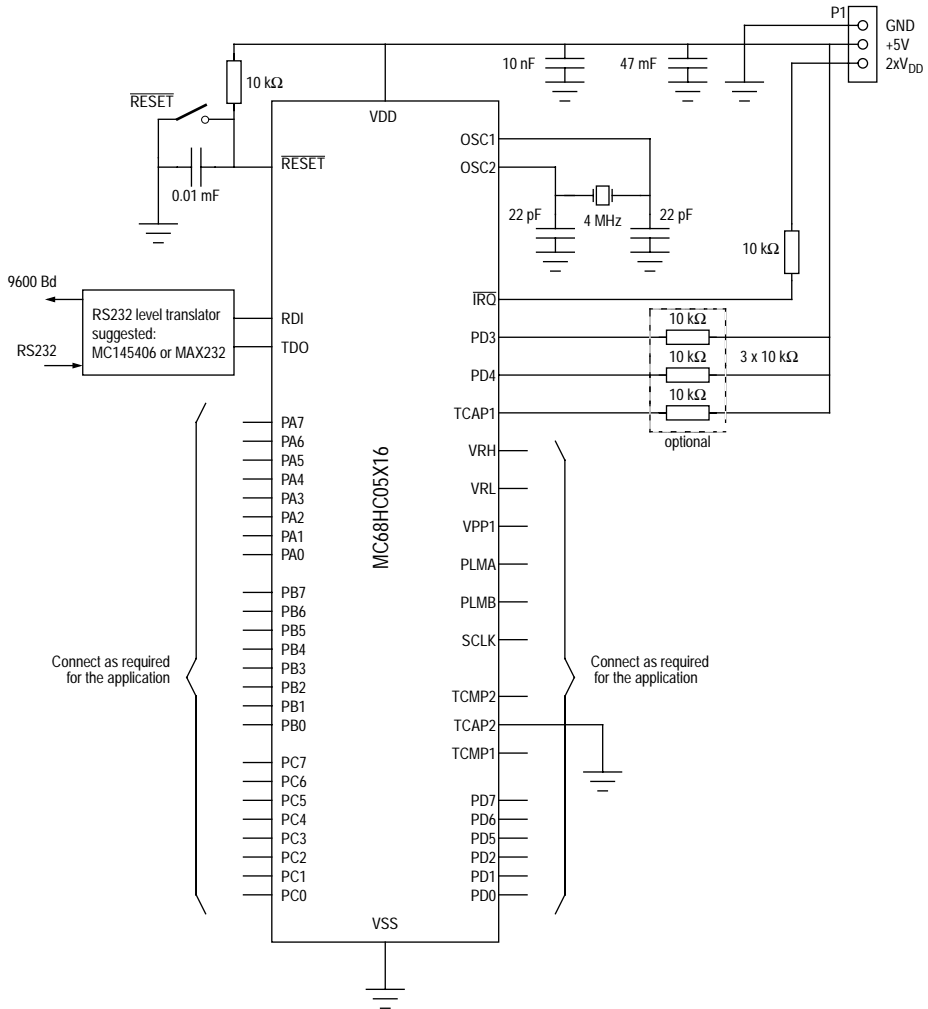 P1
GND
+5V
2xVDD
10 nF
47 mF
10 kΩ
RESET
VDD
OSC1
RESET
OSC2
0.01 mF
22 pF
4 MHz
22 pF
10 kΩ
9600 Bd
IRQ
RS232 level translator
suggested:
MC145406 or MAX232
RS232
RDI
TDO
10 kΩ
PD3
10 kΩ
3 x 10 kΩ
PD4
10 kΩ
TCAP1
optional
PA7
PA6
PA5
PA4
PA3
PA2
PA1
PA0
PB7
PB6
PB5
PB4
PB3
PB2
PB1
PB0
PC7
PC6
PC5
PC4
PC3
PC2
PC1
PC0
Connect as required
for the application
MC68HC05X16
VRH
VRL
VPP1
PLMA
PLMB
SCLK
TCMP2
TCAP2
TCMP1
PD7
PD6
PD5
PD2
PD1
PD0
Connect as required
for the application
VSS